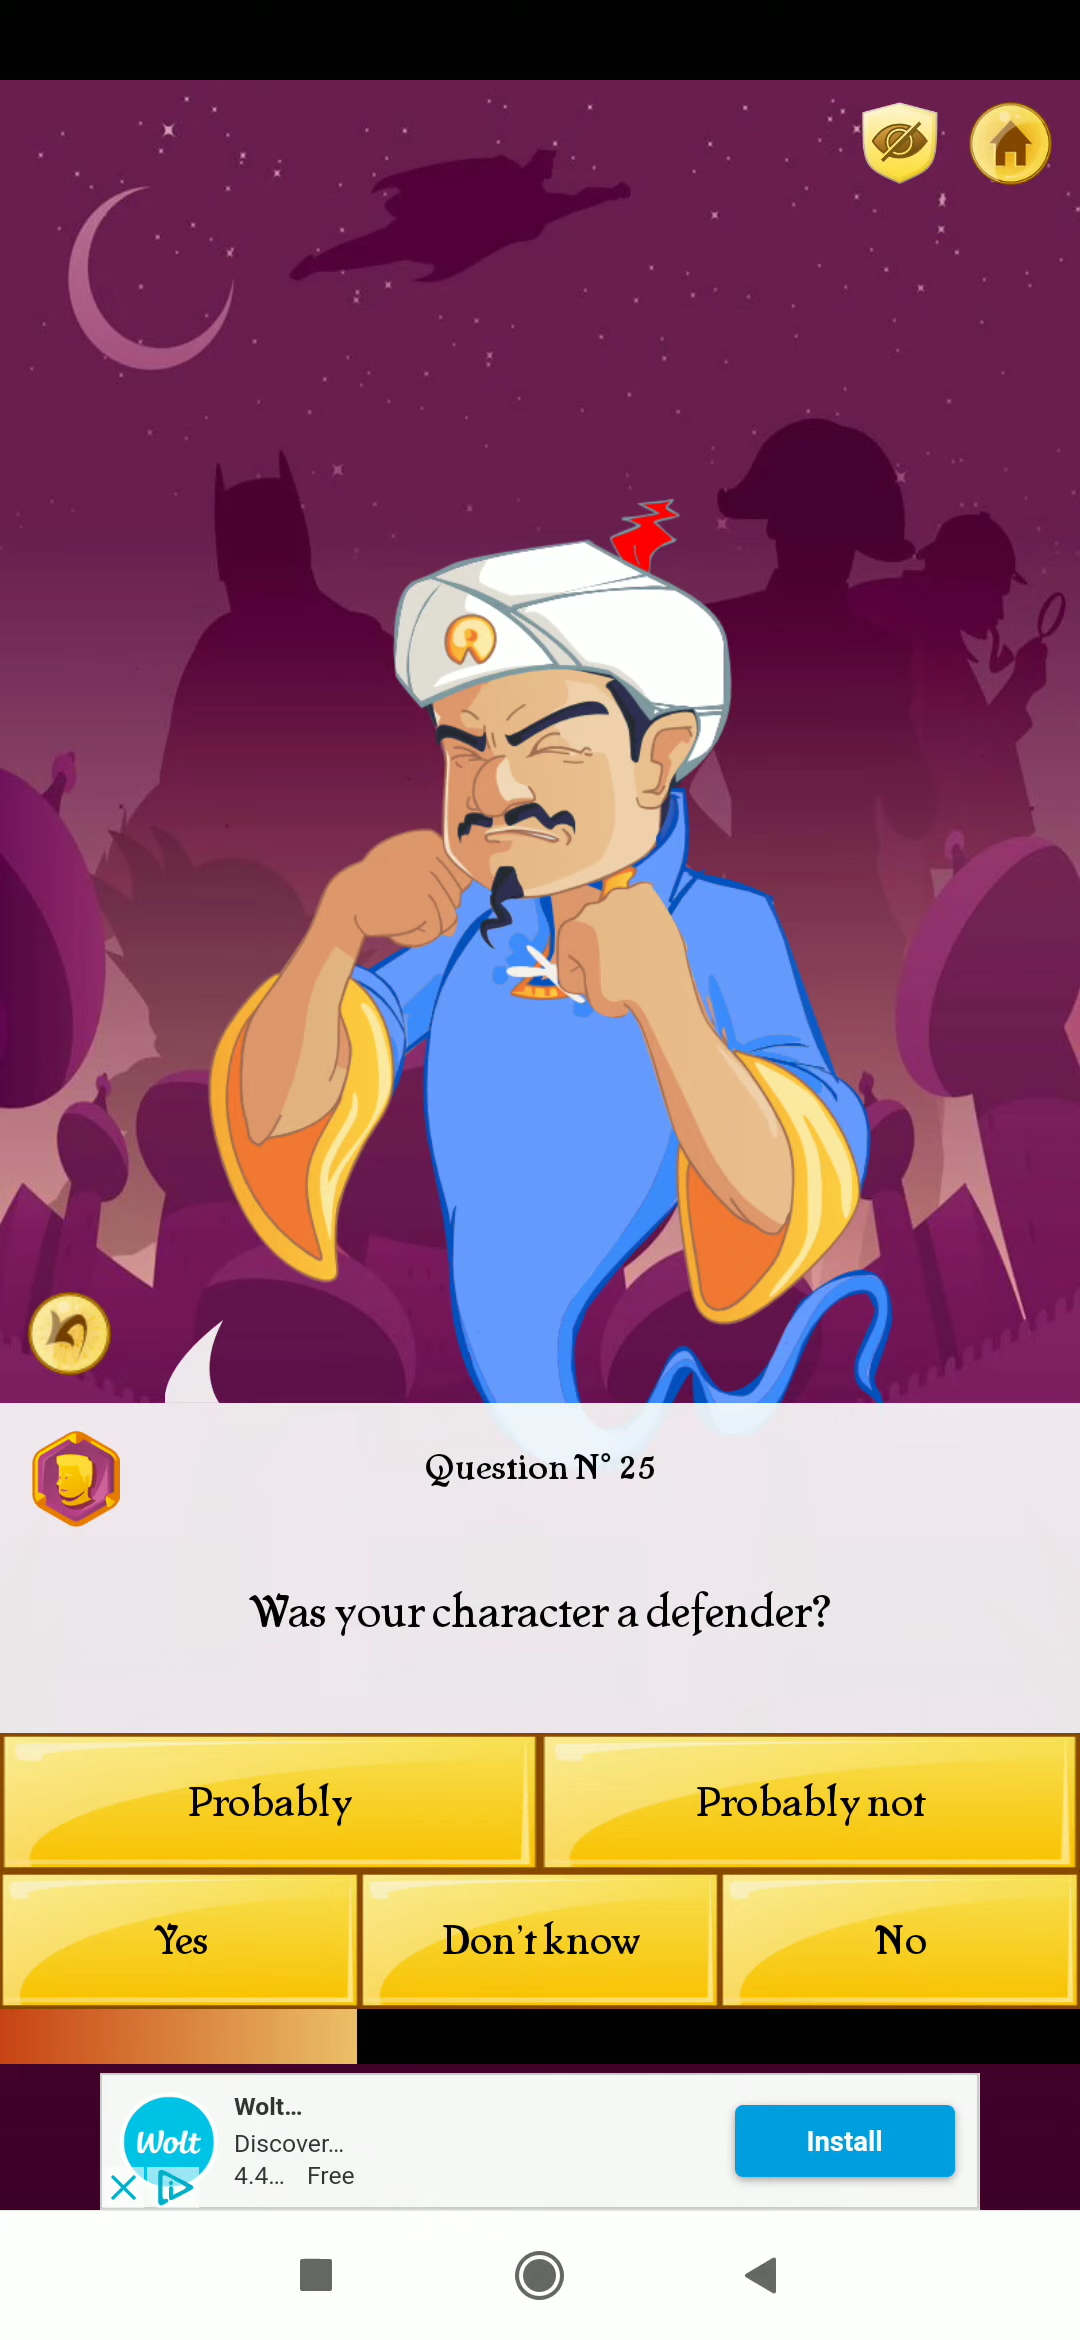 Question N° 25
Was your character a defender?
Probably
Probably not
Yes
Don't know
No
Wolt
Wolt...
Discover...
4.4... Free
Install